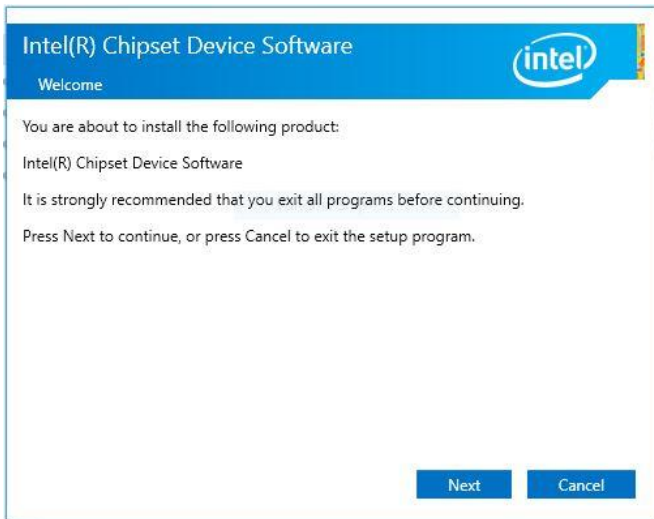 Intel(R) Chipset Device Software
intel
Welcome
You are about to install the following product:
Intel(R) Chipset Device Software
It is strongly recommended that you exit all programs before continuing.
Press Next to continue, or press Cancel to exit the setup program.
Next
Cancel